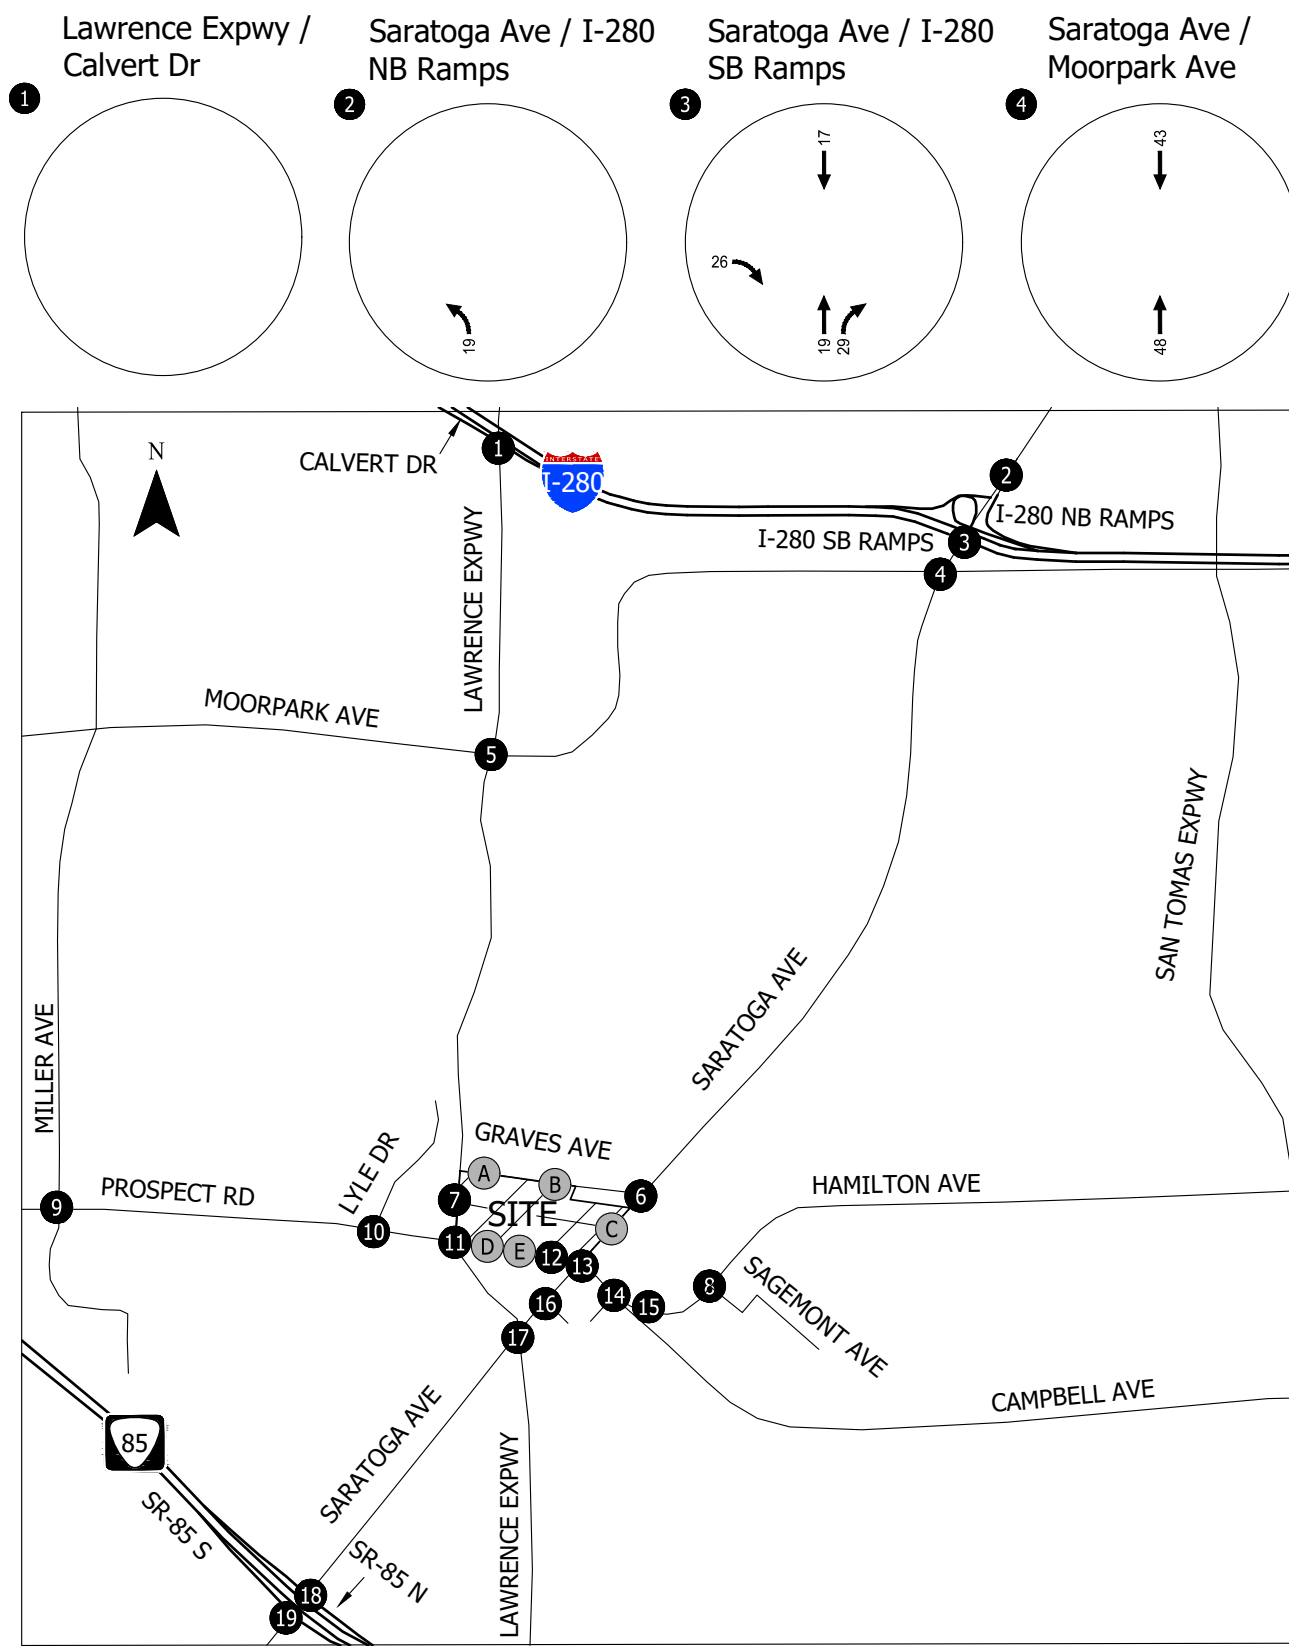 Lawrence Expwy /
Calvert Dr
Saratoga Ave / I-280
NB Ramps
Saratoga Ave / I-280
SB Ramps
Saratoga Ave /
Moorpark Ave
1
2
3
4
19
17
26
19
29
43
48
N
CALVERT DR
1
INTERSTATE
I-280
2
I-280 NB RAMPS
I-280 SB RAMPS
3
4
LAWRENCE EXPWY
MOORPARK AVE
5
SAN TOMAS EXPWY
SARATOGA AVE
MILLER AVE
GRAVES AVE
LYLE DR
A
B
6
HAMILTON AVE
PROSPECT RD
7
9
SITE
C
10
11
D
E
12
13
8
SAGEMONT AVE
14
15
16
17
CAMPBELL AVE
SARATOGA AVE
85
LAWRENCE EXPWY
SR-85 S
SR-85 N
18
19